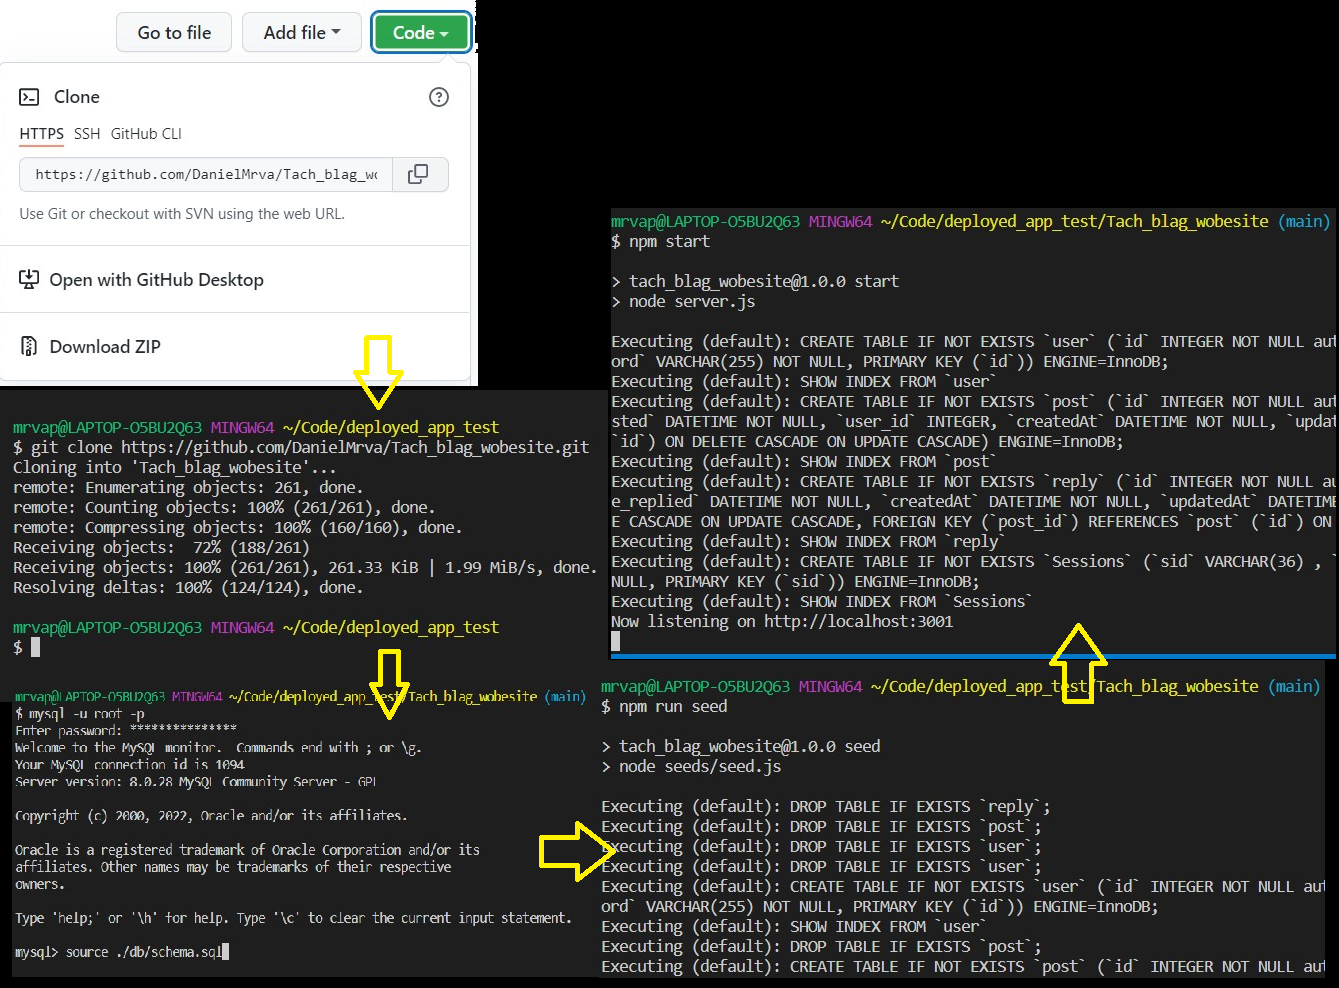 Go to file
Add file
Code
Clone
HTTPS SSH GitHub CLI
https://github.com/DanielMrva/Tach_blag_wo
Use Git or checkout with SVN using the web URL.
Open with GitHub Desktop
Download ZIP
mrvap@LAPTOP-O5BU2Q63 MINGW64 ~/Code/deployed_app_test
$ git clone https://github.com/DanielMrva/Tach_blag_wobesite.git
Cloning into 'Tach_blag_wobesite'...
remote: Enumerating objects: 261, done.
remote: Counting objects: 100% (261/261), done.
remote: Compressing objects: 100% (160/160), done.
Receiving objects:  72% (188/261)
Receiving objects: 100% (261/261), 261.33 KiB | 1.99 MiB/s, done.
Resolving deltas: 100% (124/124), done.
mrvap@LAPTOP-O5BU2Q63 MINGW64 ~/Code/deployed_app_test
$
mrvap@LAPTOP-O5BU2Q63 MINGW64 ~/Code/deployed_app_test/Tach_blag_wobesite (main)
$ mysql -u root -p
Enter password: ***************
Welcome to the MySQL monitor.  Commands end with ; or \g.
Your MySQL connection id is 1094
Server version: 8.0.28 MySQL Community Server - GPL
Copyright (c) 2000, 2022, Oracle and/or its affiliates.
Oracle is a registered trademark of Oracle Corporation and/or its
affiliates. Other names may be trademarks of their respective
owners.
Type 'help;' or '\h' for help. Type '\c' to clear the current input statement.
mysql> source ./db/schema.sql
mrvap@LAPTOP-O5BU2Q63 MINGW64 ~/Code/deployed_app_test/Tach_blag_wobesite (main)
$ npm run seed
> tach_blag_wobesite@1.0.0 seed
> node seeds/seed.js
Executing (default): DROP TABLE IF EXISTS `reply`;
Executing (default): DROP TABLE IF EXISTS `post`;
Executing (default): DROP TABLE IF EXISTS `user`;
Executing (default): DROP TABLE IF EXISTS `user`;
Executing (default): CREATE TABLE IF NOT EXISTS `user` (`id` INTEGER NOT NULL aut
ord` VARCHAR(255) NOT NULL, PRIMARY KEY (`id`)) ENGINE=InnoDB;
Executing (default): SHOW INDEX FROM `user`
Executing (default): DROP TABLE IF EXISTS `post`;
Executing (default): CREATE TABLE IF NOT EXISTS `post` (`id` INTEGER NOT NULL aut
mrvap@LAPTOP-O5BU2Q63 MINGW64 ~/Code/deployed_app_test/Tach_blag_wobesite (main)
$ npm start
> tach_blag_wobesite@1.0.0 start
> node server.js
Executing (default): CREATE TABLE IF NOT EXISTS `user` (`id` INTEGER NOT NULL aut
ord` VARCHAR(255) NOT NULL, PRIMARY KEY (`id`)) ENGINE=InnoDB;
Executing (default): SHOW INDEX FROM `user`
Executing (default): CREATE TABLE IF NOT EXISTS `post` (`id` INTEGER NOT NULL aut
sted` DATETIME NOT NULL, `user_id` INTEGER, `createdAt` DATETIME NOT NULL, `updat
`id`) ON DELETE CASCADE ON UPDATE CASCADE) ENGINE=InnoDB;
Executing (default): SHOW INDEX FROM `post`
Executing (default): CREATE TABLE IF NOT EXISTS `reply` (`id` INTEGER NOT NULL au
e_replied` DATETIME NOT NULL, `createdAt` DATETIME NOT NULL, `updatedAt` DATETIME
E CASCADE ON UPDATE CASCADE, FOREIGN KEY (`post_id`) REFERENCES `post` (`id`) ON
Executing (default): SHOW INDEX FROM `reply`
Executing (default): CREATE TABLE IF NOT EXISTS `Sessions` (`sid` VARCHAR(36) , `
NULL, PRIMARY KEY (`sid`)) ENGINE=InnoDB;
Executing (default): SHOW INDEX FROM `Sessions`
Now listening on http://localhost:3001